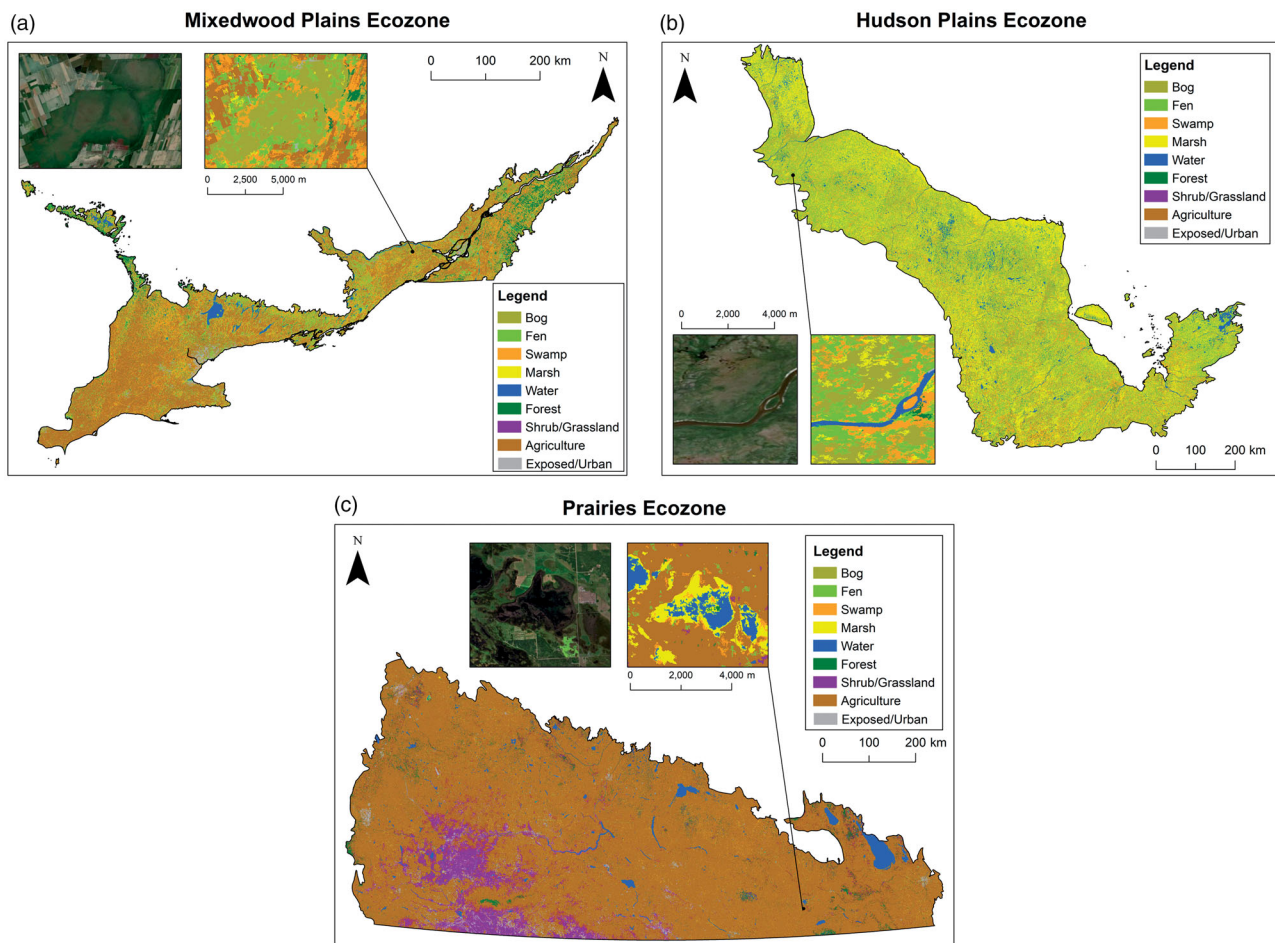 (a)
Mixedwood Plains Ecozone
0 100 200 km
N
0 2,500 5,000 m
Legend
Bog
Fen
Swamp
Marsh
Water
Forest
Shrub/Grassland
Agriculture
Exposed/Urban
(b)
Hudson Plains Ecozone
N
Legend
Bog
Fen
Swamp
Marsh
Water
Forest
Shrub/Grassland
Agriculture
Exposed/Urban
0 2,000 4,000 m
0 100 200 km
(c)
Prairies Ecozone
N
0 2,000 4,000 m
Legend
Bog
Fen
Swamp
Marsh
Water
Forest
Shrub/Grassland
Agriculture
Exposed/Urban
0 100 200 km